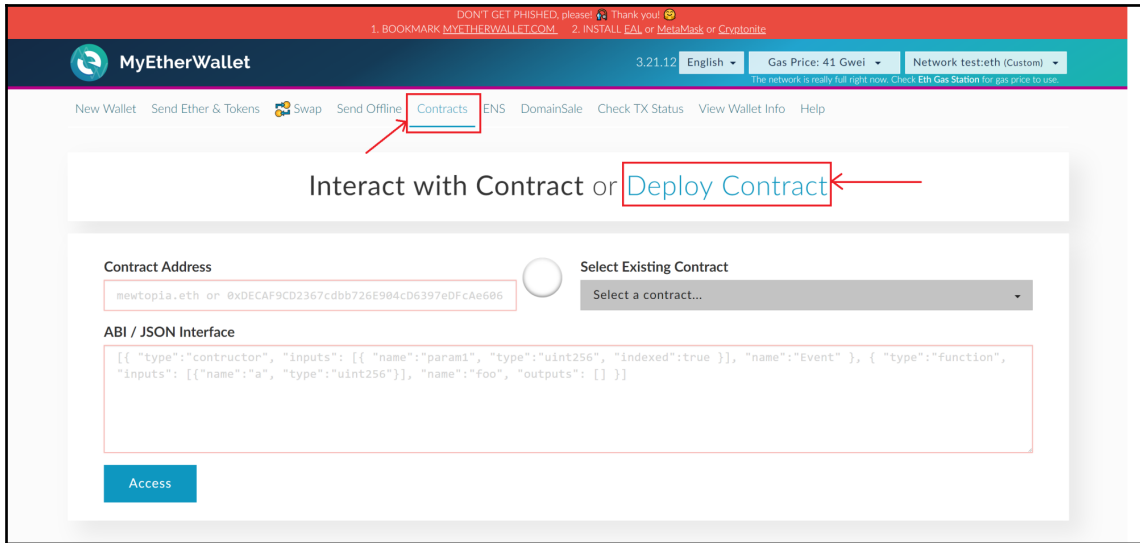 DON'T GET PHISHED, please! Thank you!
1. BOOKMARK MYETHERWALLET.COM 2. INSTALL EAL or MetaMask or Cryptonite
MyEtherWallet
3.21.12 English Gas Price: 41 Gwei Network test:eth (Custom)
The network is really full right now. Check Eth Gas Station for gas price to use.
New Wallet Send Ether & Tokens Swap Send Offline Contracts ENS DomainSale Check TX Status View Wallet Info Help
Interact with Contract or Deploy Contract
Contract Address Select Existing Contract
mewtopia.eth or 0xDECAF9CD2367cdbb726E904cD6397eDFcAe606 Select a contract...
ABI / JSON Interface
[{ "type":"contructor", "inputs": [{ "name":"param1", "type":"uint256", "indexed":true }], "name":"Event" }, { "type":"function",
"inputs": [{"name":"a", "type":"uint256"}], "name":"foo", "outputs": [] }]
Access